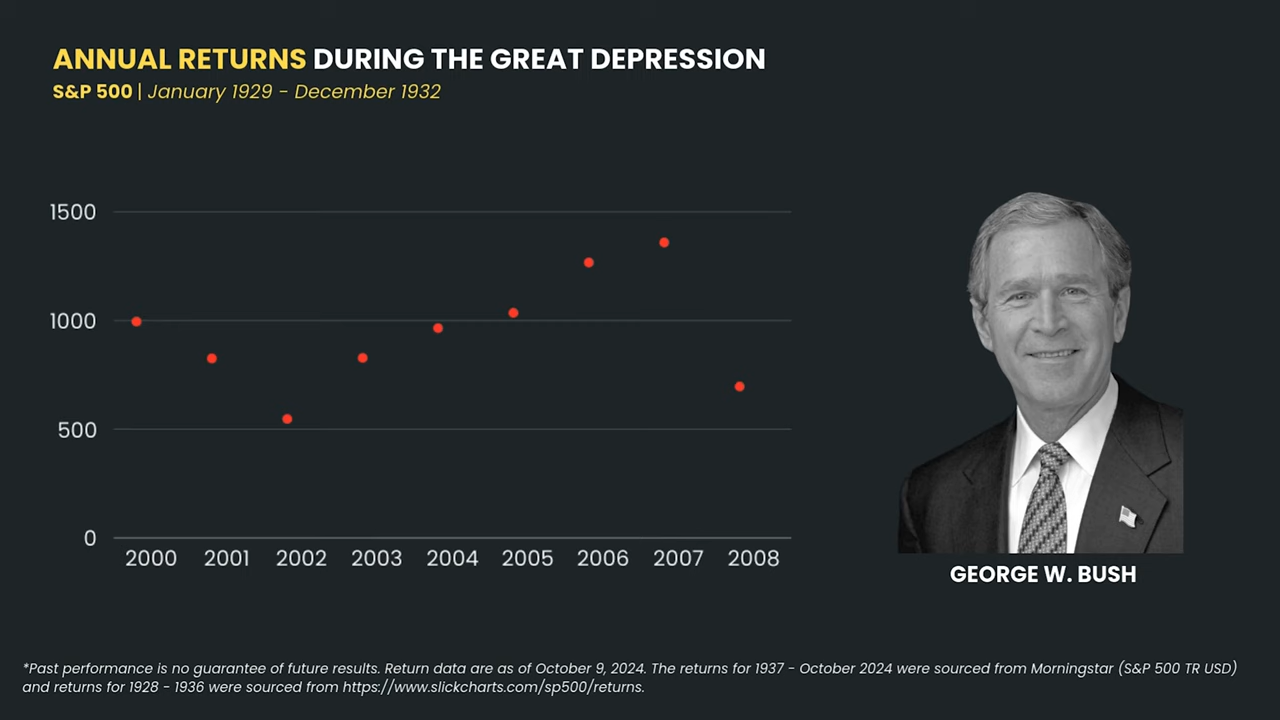 ANNUAL RETURNS DURING THE GREAT DEPRESSION
S&P 500 | January 1929 - December 1932
1500
1000
500
0
2000 2001 2002 2003 2004 2005 2006 2007 2008
GEORGE W. BUSH
*Past performance is no guarantee of future results. Return data are as of October 9, 2024. The returns for 1937 - October 2024 were sourced from Morningstar (S&P 500 TR USD)
and returns for 1928 - 1936 were sourced from https://www.slickcharts.com/sp500/returns.